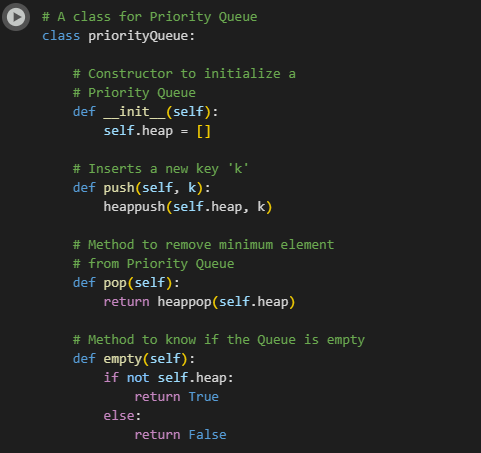 # A class for Priority Queue
class priorityQueue:
    # Constructor to initialize a
    # Priority Queue
    def __init__(self):
        self.heap = []
    # Inserts a new key 'k'
    def push(self, k):
        heappush(self.heap, k)
    # Method to remove minimum element
    # from Priority Queue
    def pop(self):
        return heappop(self.heap)
    # Method to know if the Queue is empty
    def empty(self):
        if not self.heap:
            return True
        else:
            return False